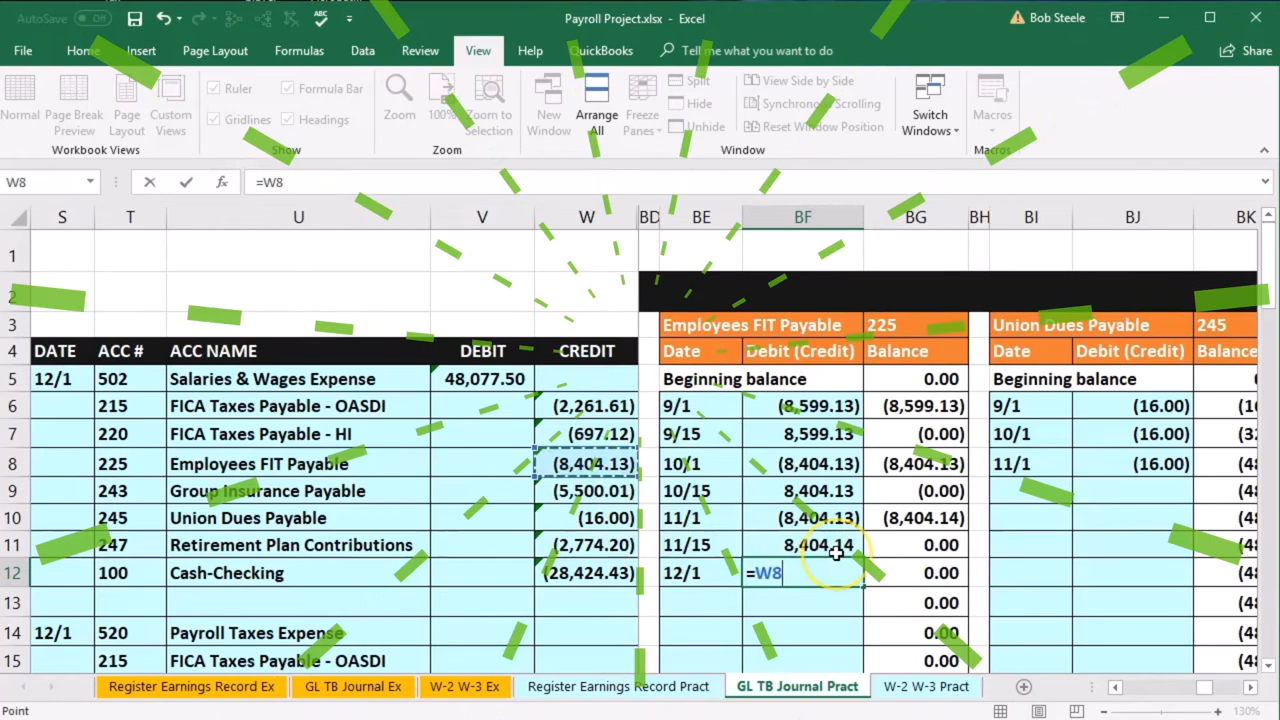 AutoSave Off Payroll Project.xlsx - Excel Bob Steele
File Home Insert Page Layout Formulas Data Review View Help QuickBooks Tell me what you want to do Share
Normal Page Break Preview Page Layout Custom Views
Workbook Views
Ruler Formula Bar
Gridlines Headings
Show
Zoom 100% Zoom to Selection
Zoom
New Window Arrange All Freeze Panes
Split
Hide
Unhide
View Side by Side
Synchronous Scrolling
Reset Window Position
Window
Switch Windows
Macros
Macros
W8 fx =W8
S T U V W BD BE BF BG BH BI BJ BK
1
2
3 Employees FIT Payable 225 Union Dues Payable 245
4 DATE ACC # ACC NAME DEBIT CREDIT Date Debit (Credit) Balance Date Debit (Credit) Balance
5 12/1 502 Salaries & Wages Expense 48,077.50 Beginning balance 0.00 Beginning balance
6 215 FICA Taxes Payable - OASDI (2,261.61) 9/1 (8,599.13) (8,599.13) 9/1 (16.00) (16
7 220 FICA Taxes Payable - HI (697.12) 9/15 8,599.13 (0.00) 10/1 (16.00) (32
8 225 Employees FIT Payable (8,404.13) 10/1 (8,404.13) (8,404.13) 11/1 (16.00) (48
9 243 Group Insurance Payable (5,500.01) 10/15 8,404.13 (0.00) (48
10 245 Union Dues Payable (16.00) 11/1 (8,404.13) (8,404.14) (48
11 247 Retirement Plan Contributions (2,774.20) 11/15 8,404.14 0.00 (48
12 100 Cash-Checking (28,424.43) 12/1 =W8 0.00 (48
13 0.00 (48
14 12/1 520 Payroll Taxes Expense 0.00 (48
15 215 FICA Taxes Payable - OASDI 0.00 (48
Register Earnings Record Ex GL TB Journal Ex W-2 W-3 Ex Register Earnings Record Pract GL TB Journal Pract W-2 W-3 Pract
Point 130%